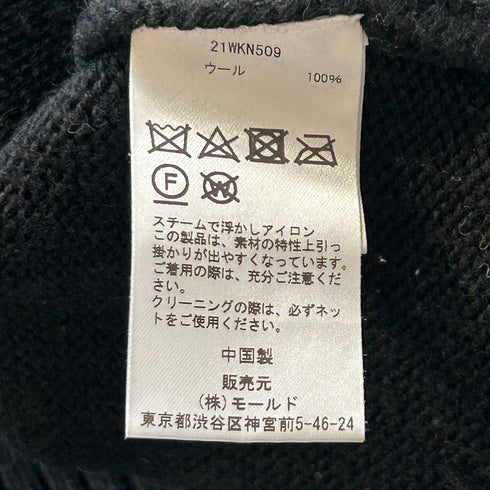 21WKN509
ウール 100%
F W
スチームで浮かしアイロン
この製品は、素材の特性上引っ
掛かりが出やすくなっています。
ご着用の際は、充分ご注意くだ
さい。
クリーニングの際は、必ずネッ
トをご使用ください。
中国製
販売元
(株)モールド
東京都渋谷区神宮前5-46-24